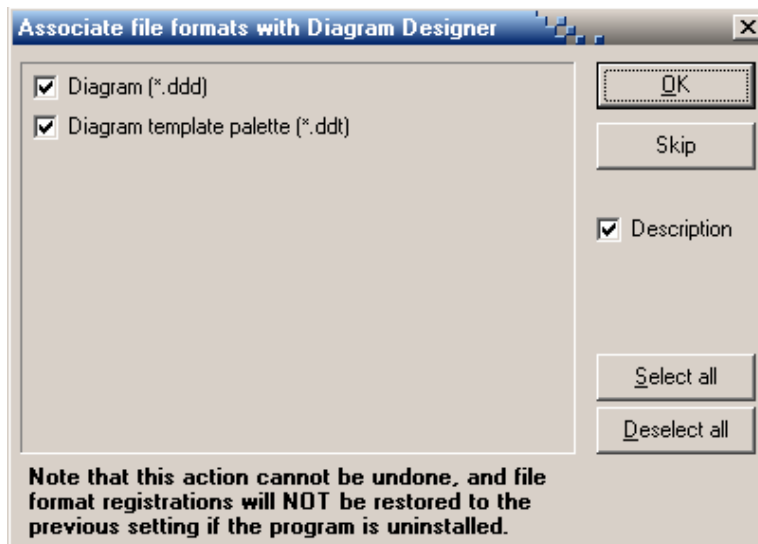 Associate file formats with Diagram Designer
Diagram (*.ddd)
Diagram template palette (*.ddt)
OK
Skip
Description
Select all
Deselect all
Note that this action cannot be undone, and file
format registrations will NOT be restored to the
previous setting if the program is uninstalled.